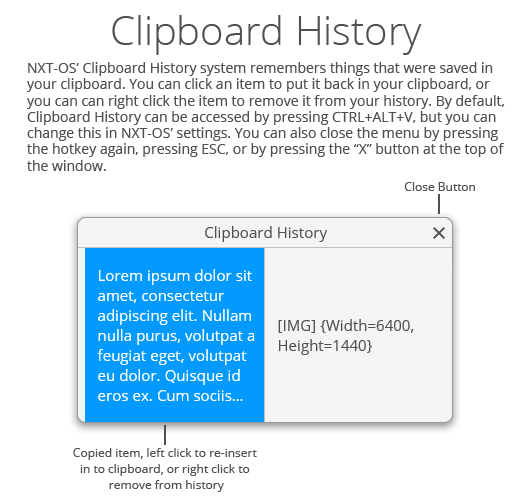 Clipboard History
NXT-OS’ Clipboard History system remembers things that were saved in
your clipboard. You can click an item to put it back in your clipboard, or
you can can right click the item to remove it from your history. By default,
Clipboard History can be accessed by pressing CTRL+ALT+V, but you can
change this in NXT-OS’ settings. You can also close the menu by pressing
the hotkey again, pressing ESC, or by pressing the “X” button at the top of
the window.
Close Button
Clipboard History
Lorem ipsum dolor sit
amet, consectetur
adipiscing elit. Nullam
nulla purus, volutpat a
feugiat eget, volutpat
eu dolor. Quisque id
eros ex. Cum sociis...
[IMG] {Width=6400,
Height=1440}
Copied item, left click to re-insert
in to clipboard, or right click to
remove from history